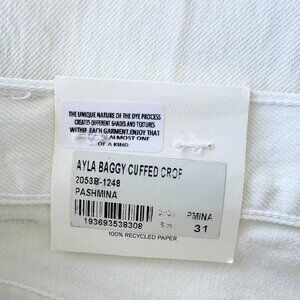 THE UNIQUE NATURE OF THE DYE PROCESS
CREATES DIFFERENT SHADES AND TEXTURES
WITHIN EACH GARMENT. ENJOY THAT
ALMOST ONE
OF A KIND
AYLA BAGGY CUFFED CROP
2053B-1248
PASHMINA
PMINA
193693538308
31
100% RECYCLED PAPER